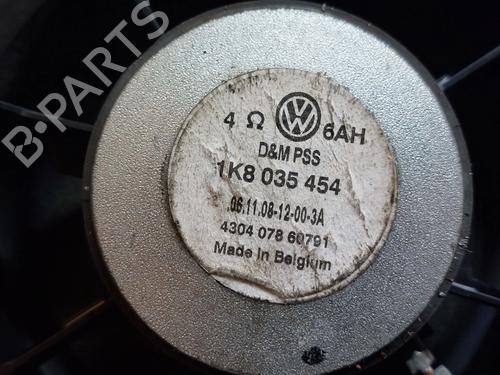 B-PARTS
4 Ω VW 6AH
D&M PSS
1K8 035 454
.06.11.08-12-00-3A
4304 078 60791
Made in Belgium